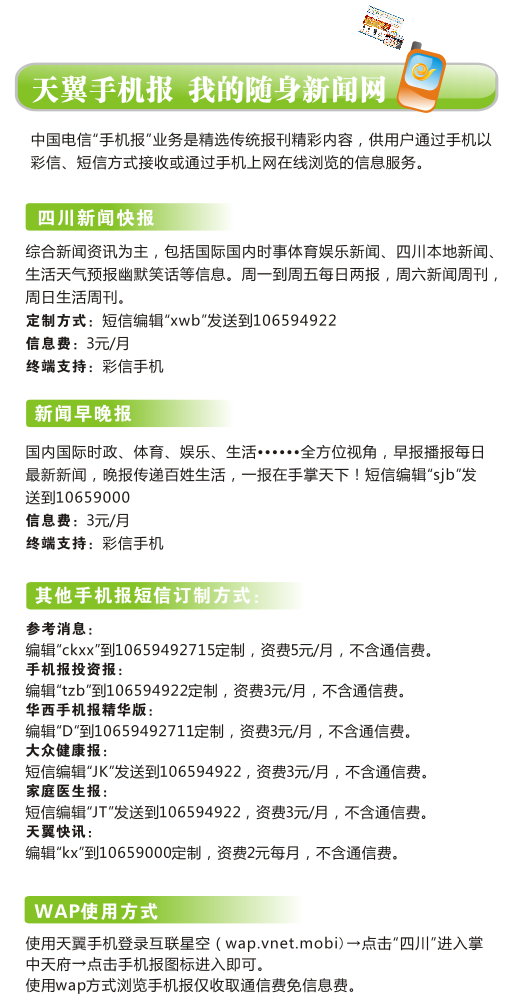 天翼手机报 我的随身新闻网
中国电信“手机报”业务是精选传统报刊精彩内容，供用户通过手机以
彩信、短信方式接收或通过手机上网在线浏览的信息服务。
四川新闻快报
综合新闻资讯为主，包括国际国内时事体育娱乐新闻、四川本地新闻、
生活天气预报幽默笑话等信息。周一到周五每日两报，周六新闻周刊，
周日生活周刊。
定制方式：短信编辑“xwb”发送到106594922
信息费：3元/月
终端支持：彩信手机
新闻早晚报
国内国际时政、体育、娱乐、生活••••••全方位视角，早报播报每日
最新新闻，晚报传递百姓生活，一报在手掌天下！短信编辑“sjb”发
送到10659000
信息费：3元/月
终端支持：彩信手机
其他手机报短信订制方式：
参考消息：
编辑“ckxx”到10659492715定制，资费5元/月，不含通信费。
手机报投资报：
编辑“tzb”到106594922定制，资费3元/月，不含通信费。
华西手机报精华版：
编辑“D”到10659492711定制，资费3元/月，不含通信费。
大众健康报：
短信编辑“JK”发送到106594922，资费3元/月，不含通信费。
家庭医生报：
短信编辑“JT”发送到106594922，资费3元/月，不含通信费。
天翼快讯：
编辑“kx”到10659000定制，资费2元每月，不含通信费。
WAP使用方式
使用天翼手机登录互联星空（wap.vnet.mobi）→点击“四川”进入掌
中天府→点击手机报图标进入即可。
使用wap方式浏览手机报仅收取通信费免信息费。